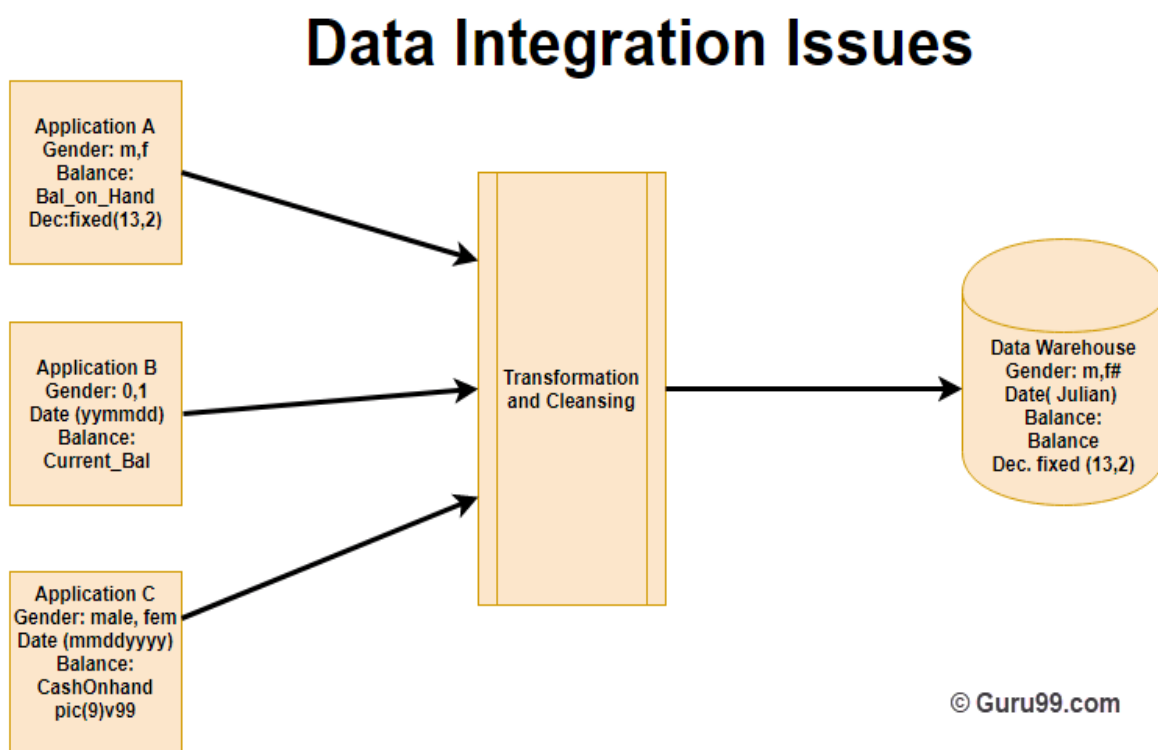 Data Integration Issues
Application A
Gender: m,f
Balance:
Bal_on_Hand
Dec:fixed(13,2)
Application B
Gender: 0,1
Date (yymmdd)
Balance:
Current_Bal
Application C
Gender: male, fem
Date (mmddyyyy)
Balance:
CashOnhand
pic(9)v99
Transformation
and Cleansing
Data Warehouse
Gender: m,f#
Date( Julian)
Balance:
Balance
Dec. fixed (13,2)
© Guru99.com